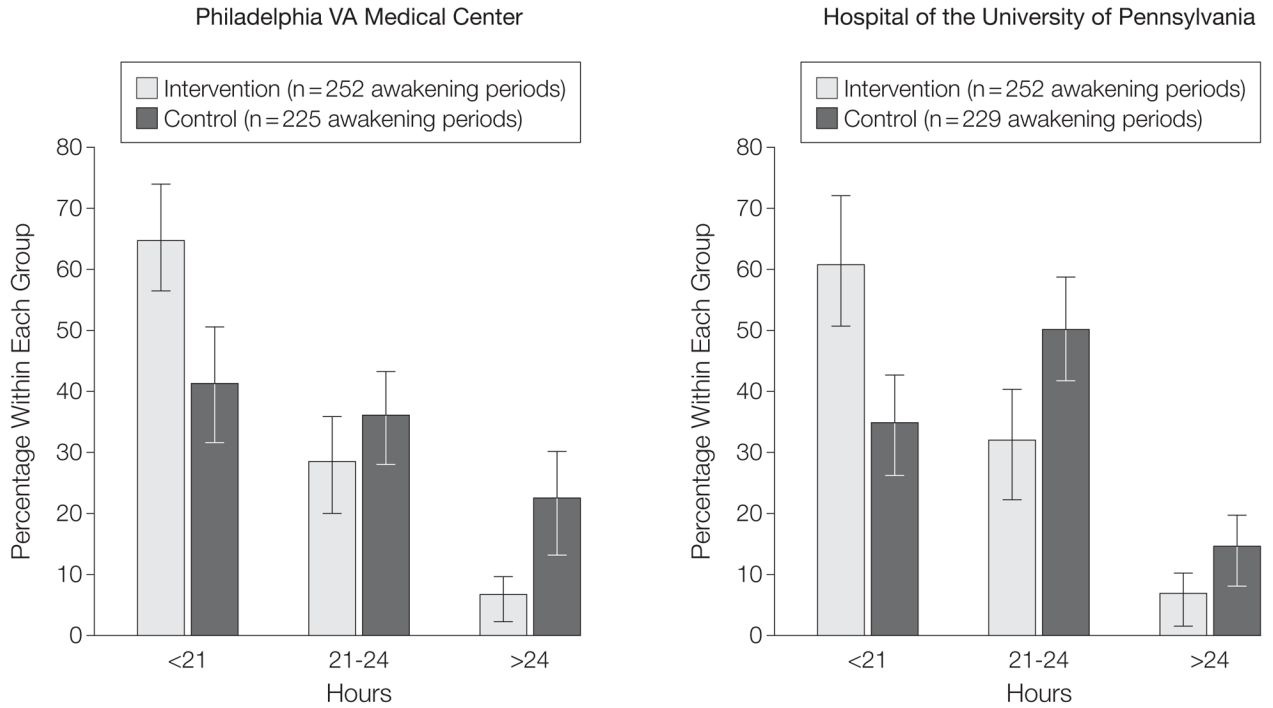 Philadelphia VA Medical Center
Intervention (n=252 awakening periods)
Control (n=225 awakening periods)
80
70
60
50
40
30
20
10
0
Percentage Within Each Group
<21
21-24
>24
Hours
Hospital of the University of Pennsylvania
Intervention (n=252 awakening periods)
Control (n=229 awakening periods)
80
70
60
50
40
30
20
10
0
Percentage Within Each Group
<21
21-24
>24
Hours